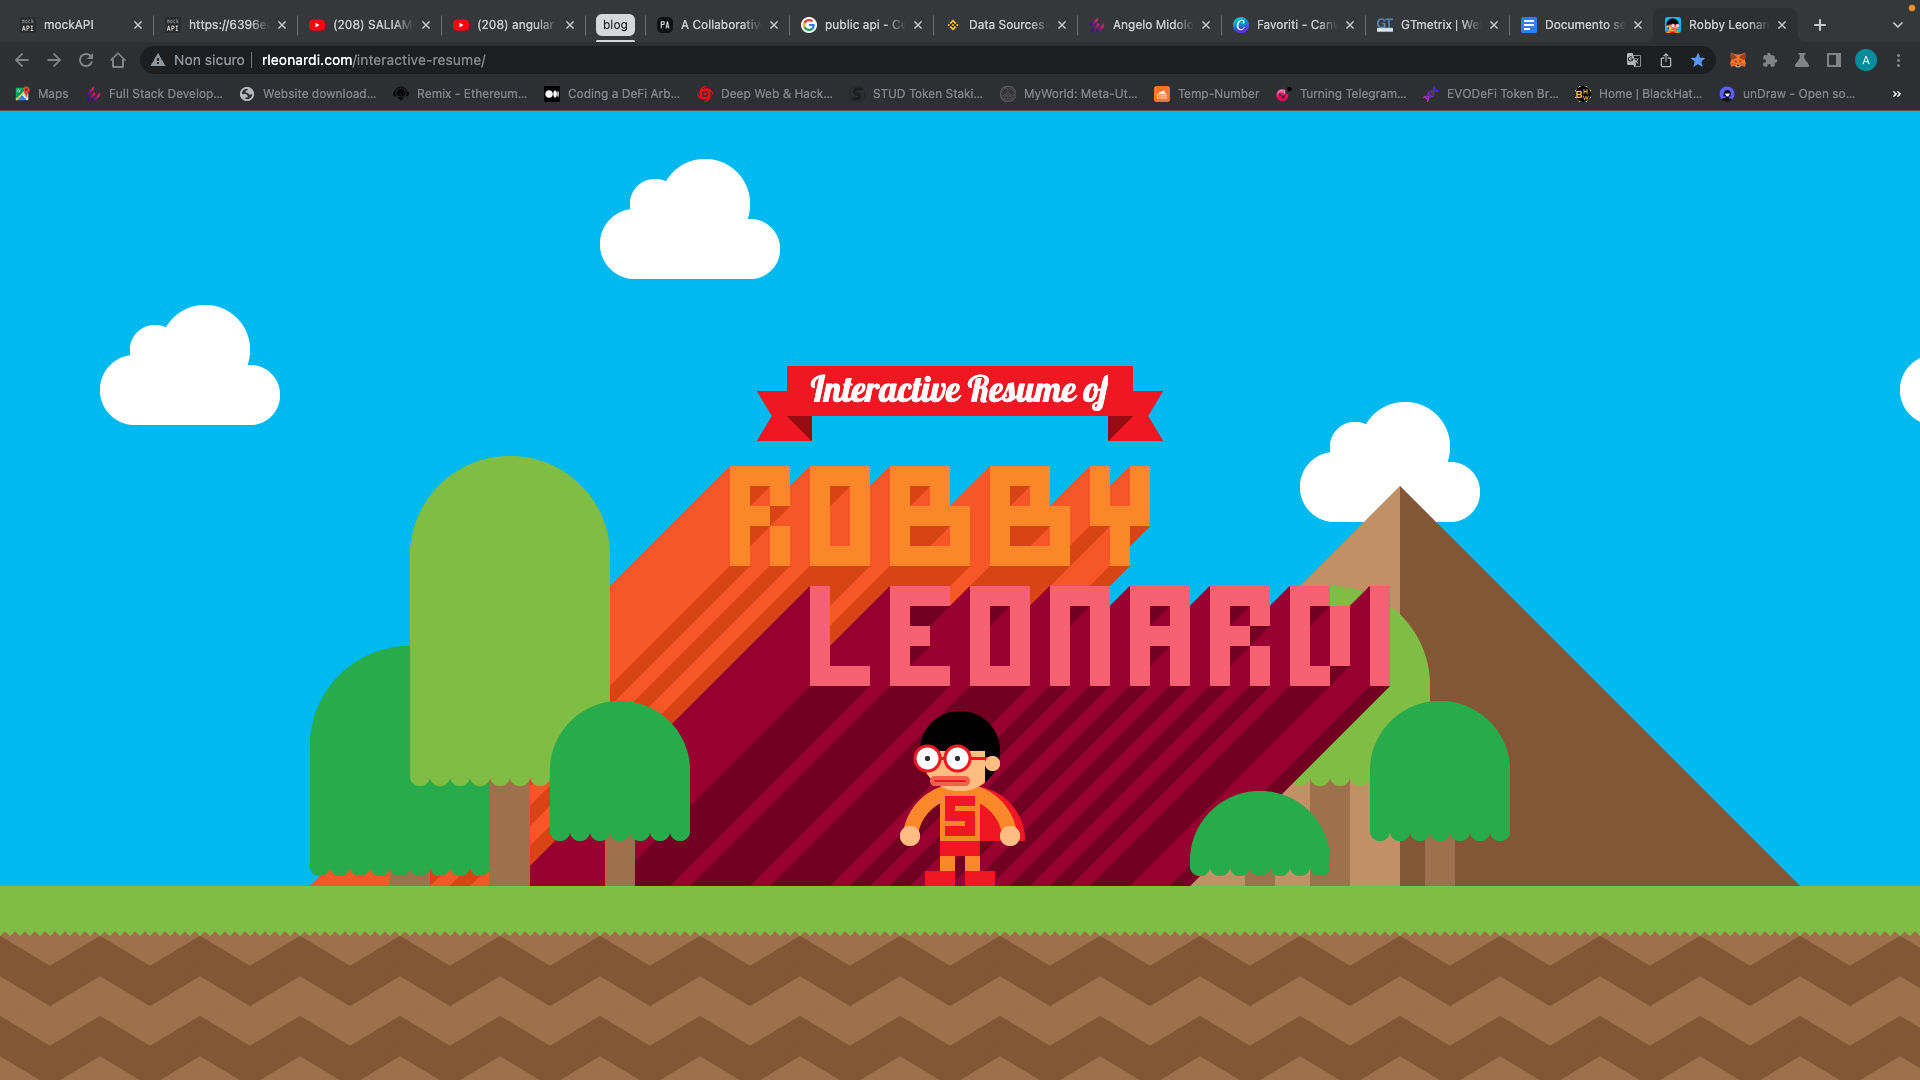 mockAPI
https://6396e
(208) SALIAM
(208) angular
blog
A Collaborativ
public api - Ce
Data Sources
Angelo Midolo
Favoriti - Can
GTmetrix | We
Documento se
Robby Leonar
Non sicuro
rleonardi.com/interactive-resume/
A
Maps
Full Stack Develop...
Website download...
Remix - Ethereum...
Coding a DeFi Arb...
Deep Web & Hack...
STUD Token Staki...
MyWorld: Meta-Ut...
Temp-Number
Turning Telegram...
EVODeFi Token Br...
Home | BlackHat...
unDraw - Open so...
»
Interactive Resume of
ROBBY
LEONARDI
S